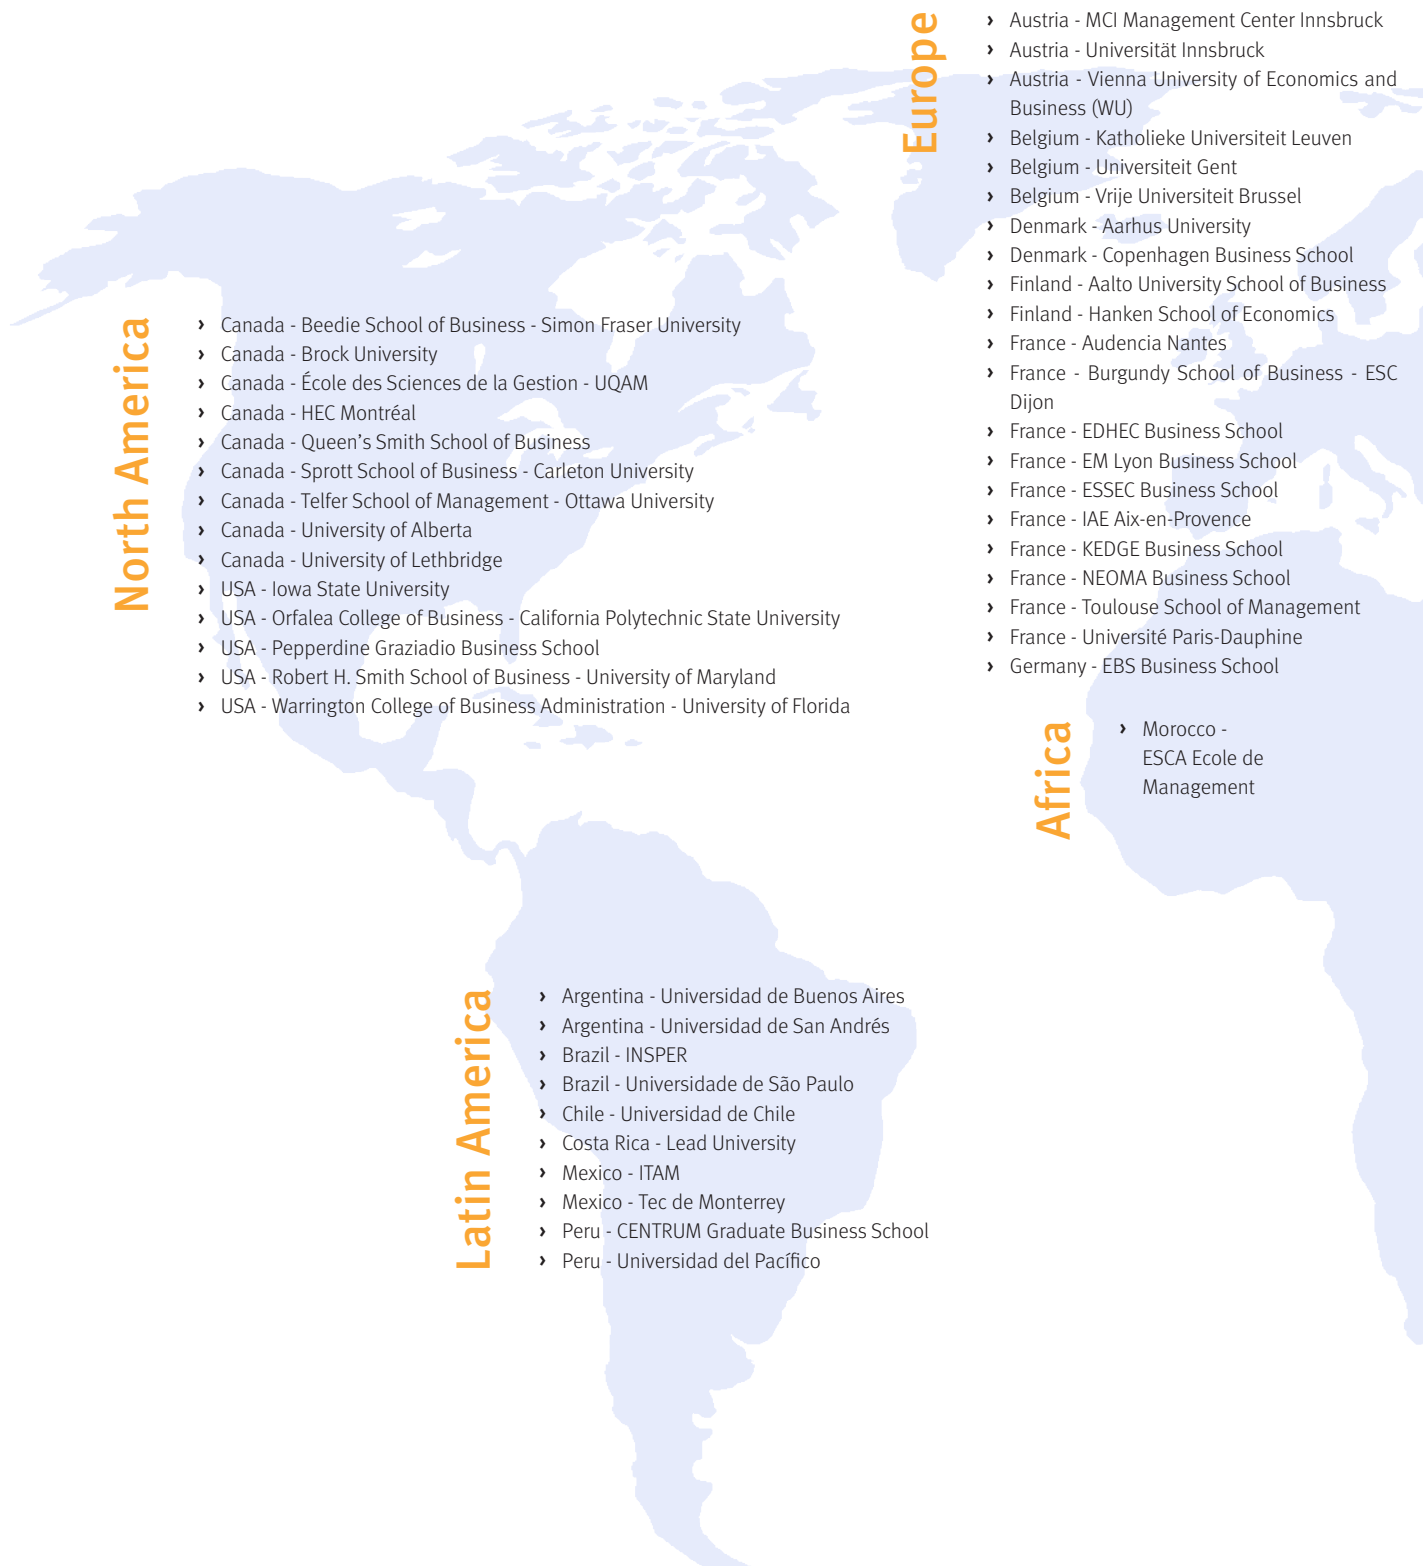 Europe
› Austria - MCI Management Center Innsbruck
› Austria - Universität Innsbruck
› Austria - Vienna University of Economics and
Business (WU)
› Belgium - Katholieke Universiteit Leuven
› Belgium - Universiteit Gent
› Belgium - Vrije Universiteit Brussel
› Denmark - Aarhus University
› Denmark - Copenhagen Business School
› Finland - Aalto University School of Business
› Finland - Hanken School of Economics
› France - Audencia Nantes
› France - Burgundy School of Business - ESC
Dijon
› France - EDHEC Business School
› France - EM Lyon Business School
› France - ESSEC Business School
› France - IAE Aix-en-Provence
› France - KEDGE Business School
› France - NEOMA Business School
› France - Toulouse School of Management
› France - Université Paris-Dauphine
› Germany - EBS Business School
North America
› Canada - Beedie School of Business - Simon Fraser University
› Canada - Brock University
› Canada - École des Sciences de la Gestion - UQAM
› Canada - HEC Montréal
› Canada - Queen’s Smith School of Business
› Canada - Sprott School of Business - Carleton University
› Canada - Telfer School of Management - Ottawa University
› Canada - University of Alberta
› Canada - University of Lethbridge
› USA - Iowa State University
› USA - Orfalea College of Business - California Polytechnic State University
› USA - Pepperdine Graziadio Business School
› USA - Robert H. Smith School of Business - University of Maryland
› USA - Warrington College of Business Administration - University of Florida
Africa
› Morocco -
ESCA Ecole de
Management
Latin America
› Argentina - Universidad de Buenos Aires
› Argentina - Universidad de San Andrés
› Brazil - INSPER
› Brazil - Universidade de São Paulo
› Chile - Universidad de Chile
› Costa Rica - Lead University
› Mexico - ITAM
› Mexico - Tec de Monterrey
› Peru - CENTRUM Graduate Business School
› Peru - Universidad del Pacífico